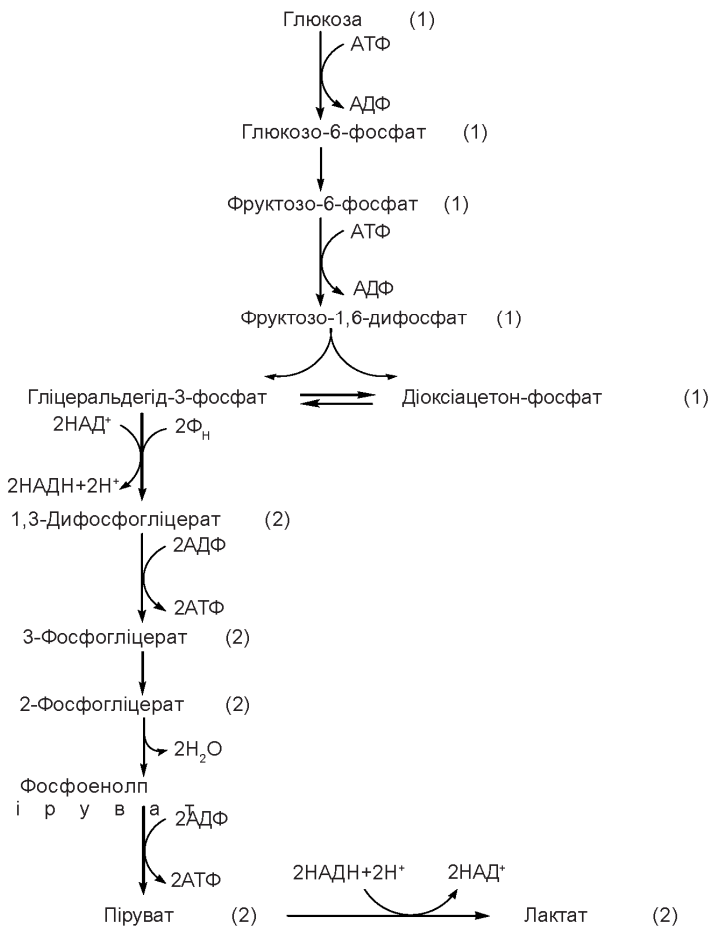 Глюкоза (1)
АТФ
АДФ
Глюкозо-6-фосфат (1)
Фруктозо-6-фосфат (1)
АТФ
АДФ
Фруктозо-1,6-дифосфат (1)
Гліцеральдегід-3-фосфат Діоксіацетон-фосфат (1)
2НАД⁺ 2Фн
2НАДН+2Н⁺
1,3-Дифосфогліцерат (2)
2АДФ
2АТФ
3-Фосфогліцерат (2)
2-Фосфогліцерат (2)
2H₂O
Фосфоенолп
і р у в а т
2АДФ
2АТФ
2НАДН+2Н⁺ 2НАД⁺
Піруват (2) Лактат (2)